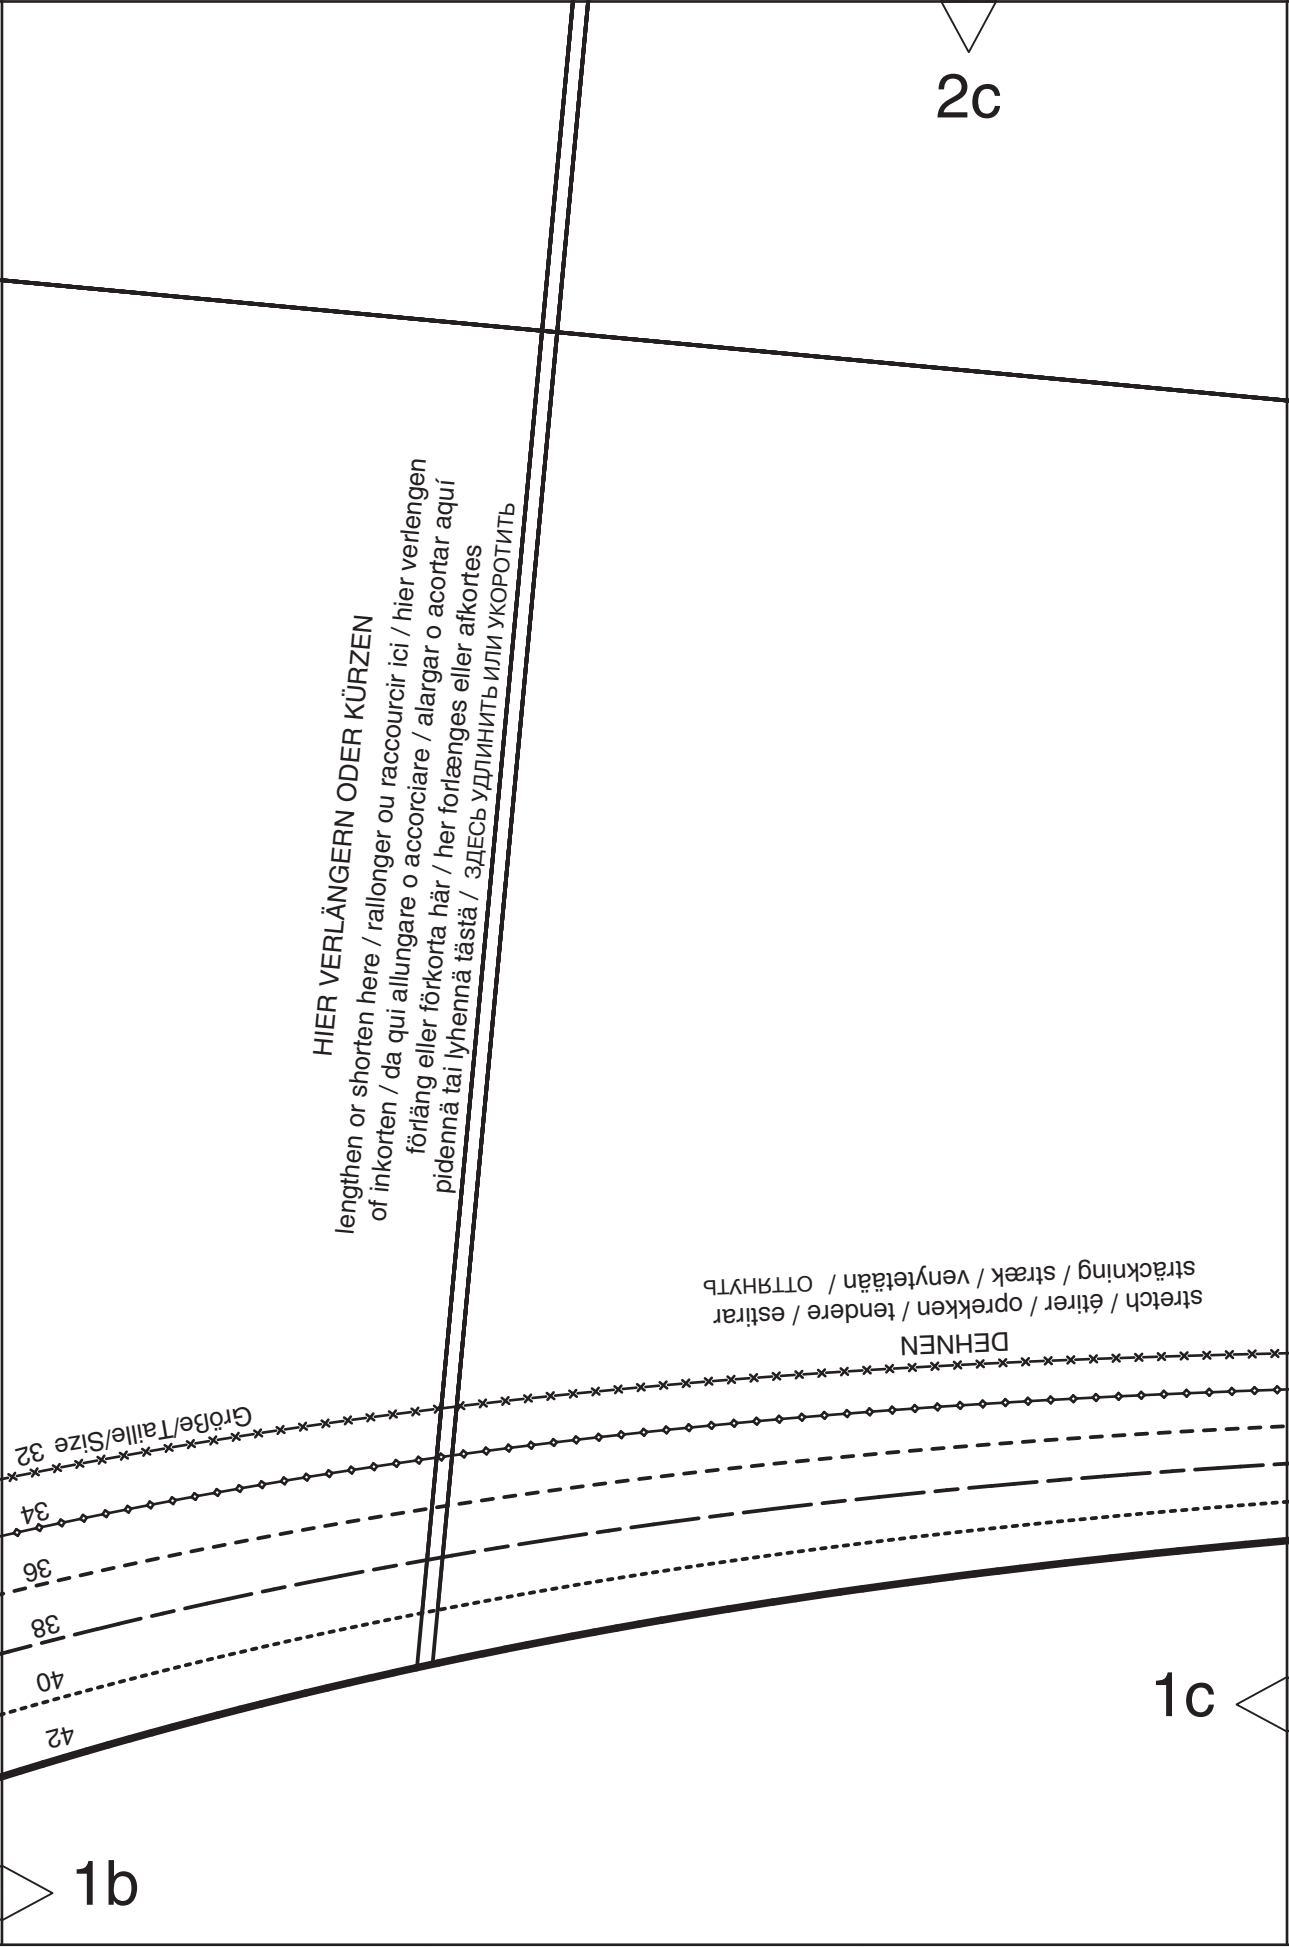 2c
HIER VERLÄNGERN ODER KÜRZEN
lengthen or shorten here / rallonger ou raccourcir ici / hier verlengen
of inkorten / da qui allungare o accorciare / alargar o acortar aquí
förläng eller förkorta här / her forlænges eller afkortes
pidennä tai lyhennä tästä / ЗДЕСЬ УДЛИНИТЬ ИЛИ УКОРОТИТЬ
DEHNEN
stretch / étirer / oprekken / tendere / estirar
sträckning / stræk / venytetään / ОТТЯНУТЬ
Größe/Taille/Size 32
34
36
38
40
42
1c
1b